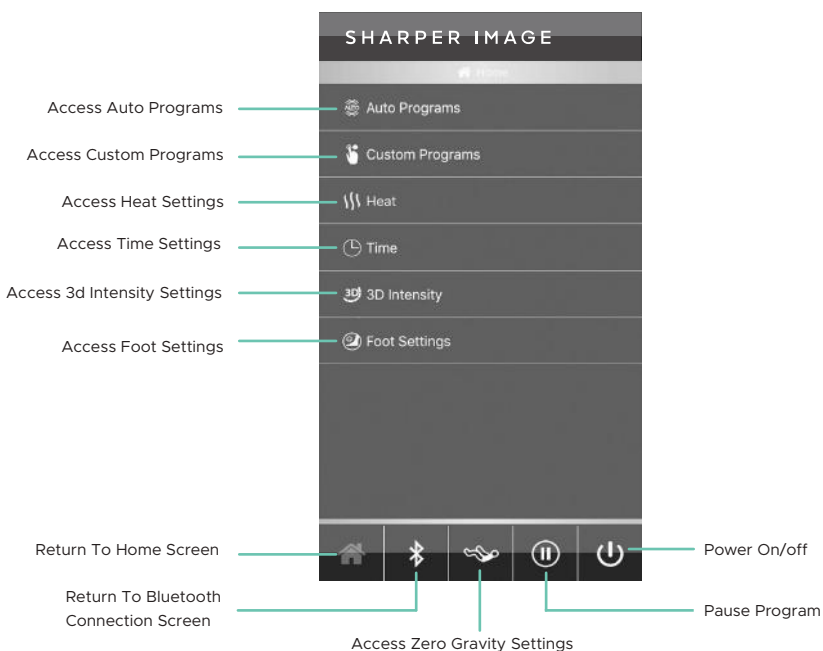 SHARPER IMAGE
Home
Access Auto Programs
Auto Programs
Access Custom Programs
Custom Programs
Access Heat Settings
Heat
Access Time Settings
Time
Access 3d Intensity Settings
3D
3D Intensity
Access Foot Settings
Foot Settings
Return To Home Screen
Power On/off
Return To Bluetooth
Connection Screen
Pause Program
Access Zero Gravity Settings